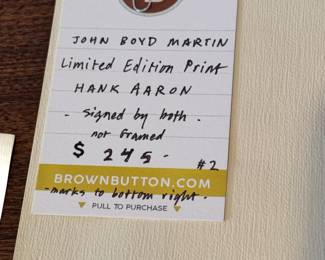 JOHN BOYD MARTIN
Limited Edition Print
HANK AARON
- signed by both -
not framed
$ 245 -
#2
BROWNBUTTON.COM
- marks to bottom right -
PULL TO PURCHASE